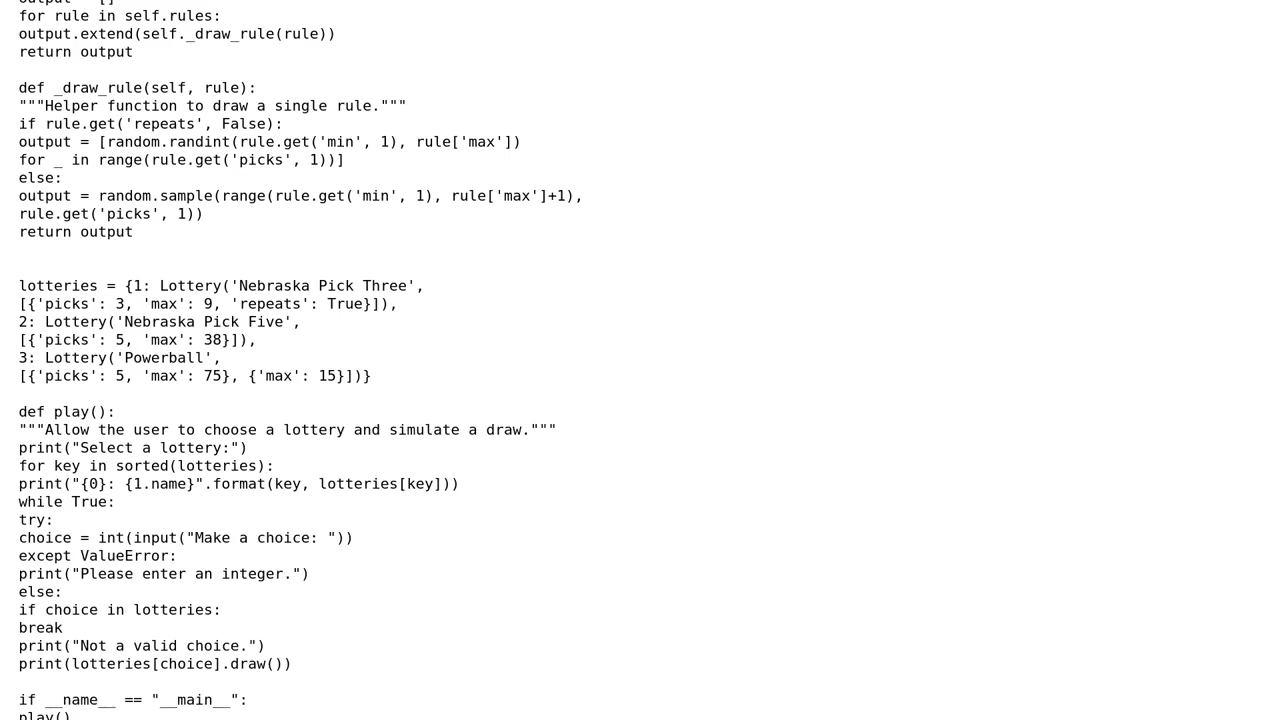 output = []
for rule in self.rules:
output.extend(self._draw_rule(rule))
return output
def _draw_rule(self, rule):
"""Helper function to draw a single rule."""
if rule.get('repeats', False):
output = [random.randint(rule.get('min', 1), rule['max'])
for _ in range(rule.get('picks', 1))]
else:
output = random.sample(range(rule.get('min', 1), rule['max']+1),
rule.get('picks', 1))
return output
lotteries = {1: Lottery('Nebraska Pick Three',
[{'picks': 3, 'max': 9, 'repeats': True}]),
2: Lottery('Nebraska Pick Five',
[{'picks': 5, 'max': 38}]),
3: Lottery('Powerball',
[{'picks': 5, 'max': 75}, {'max': 15}])}
def play():
"""Allow the user to choose a lottery and simulate a draw."""
print("Select a lottery:")
for key in sorted(lotteries):
print("{0}: {1.name}".format(key, lotteries[key]))
while True:
try:
choice = int(input("Make a choice: "))
except ValueError:
print("Please enter an integer.")
else:
if choice in lotteries:
break
print("Not a valid choice.")
print(lotteries[choice].draw())
if __name__ == "__main__":
play()